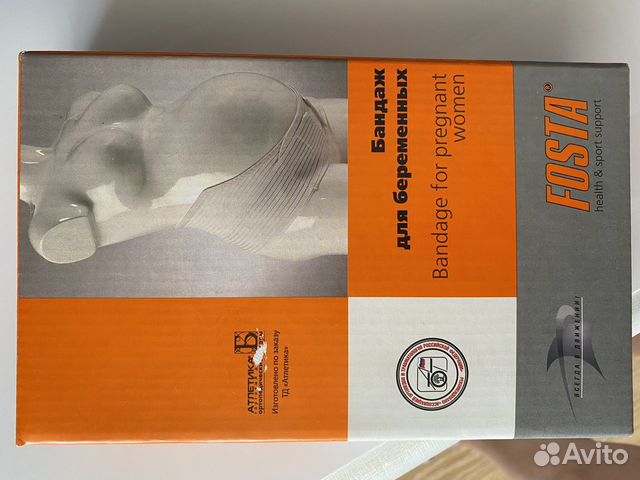 FOSTA®
health & sport support
ВСЕГДА В ДВИЖЕНИИ!
Бандаж
для беременных
Bandage for pregnant
women
АТЛЕТИКА
Изготовлено по заказу
ТД «Атлетика»
Avito